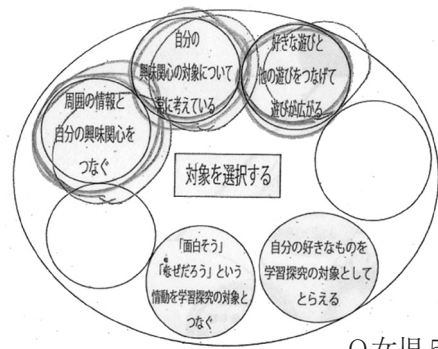 自分の
興味関心の対象について
常に考えている
好きな遊びと
他の遊びをつなげて
遊びが広がる
周囲の情報と
自分の興味関心を
つなぐ
対象を選択する
「面白そう」
「なぜだろう」という
情動を学習探究の対象と
つなぐ
自分の好きなものを
学習探究の対象として
とらえる
〇女児5